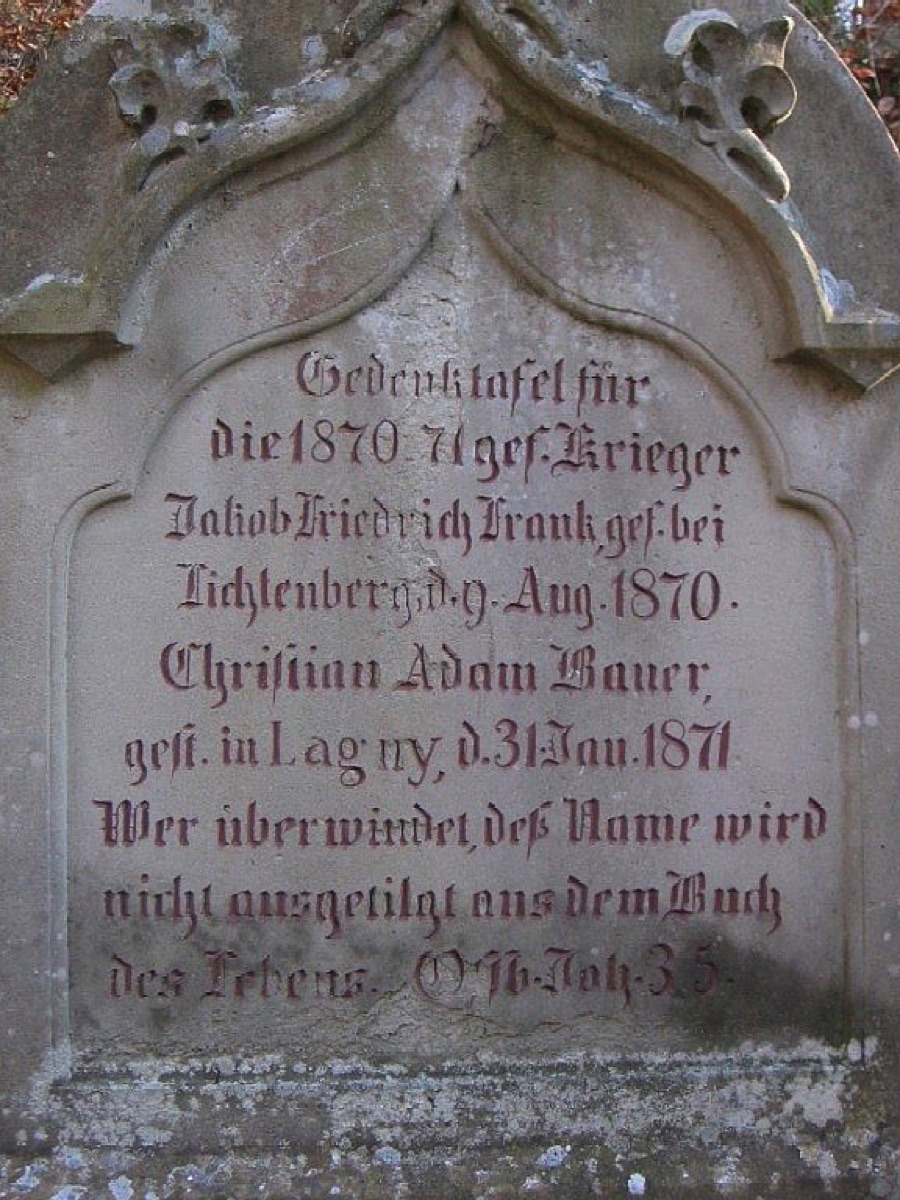 Gedenktafel für
die 1870 71 gef. Krieger
Jakob Friedrich Frank, gef. bei
Lichtenberg, d. 9. Aug. 1870.
Christian Adam Bauer,
gest. in Lagny, d. 31 Jan. 1871
Wer überwindet, deß Name wird
nicht ausgetilgt aus dem Buch
des Lebens. Offb. Joh. 3 5.